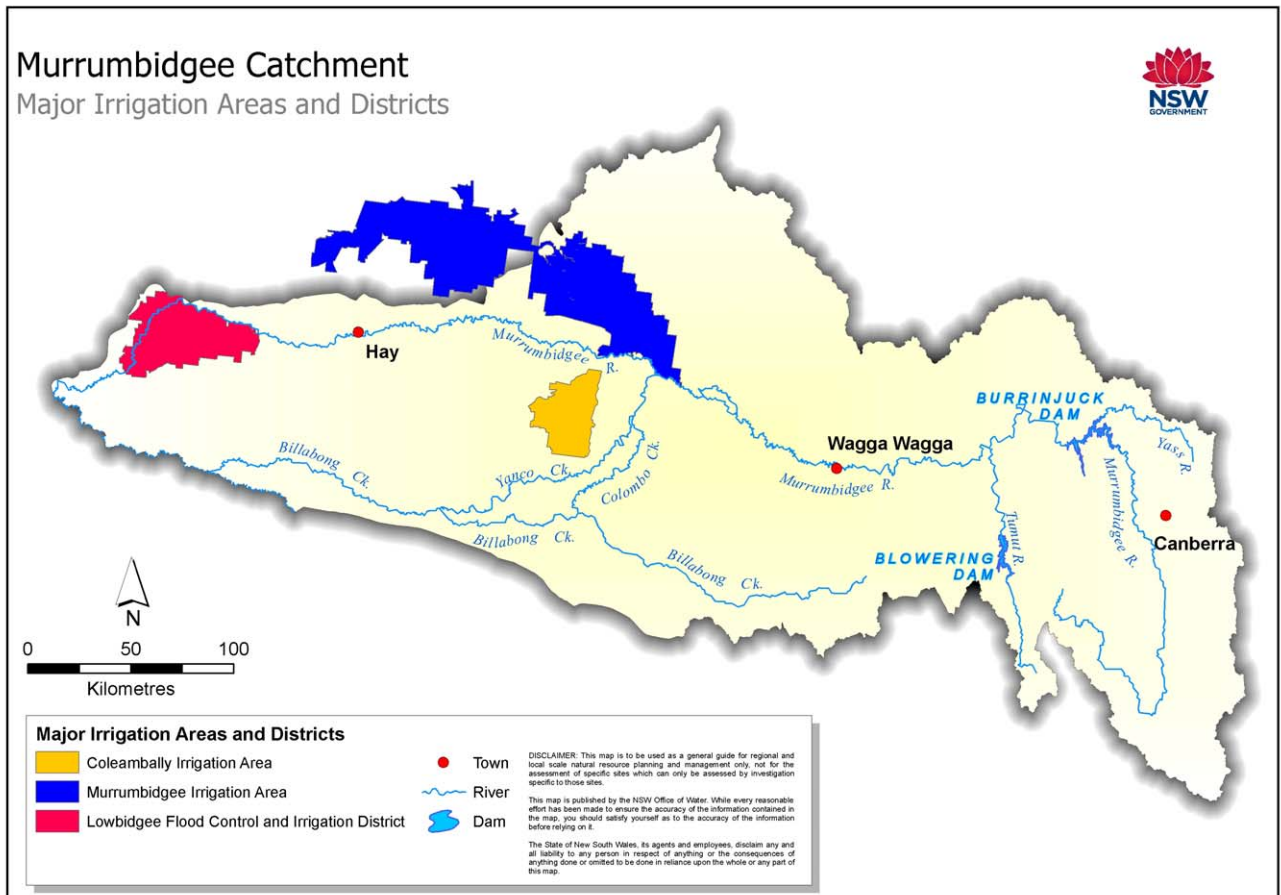 Murrumbidgee Catchment
Major Irrigation Areas and Districts
NSW
GOVERNMENT
Hay
Murrumbidgee R.
BURRINJUCK
DAM
Yass R.
Wagga Wagga
Murrumbidgee R.
Murrumbidgee R.
Billabong Ck.
Yanco Ck.
Colombo Ck.
Canberra
Billabong Ck.
Billabong Ck.
BLOWERING
DAM
Tumut R.
N
0 50 100
Kilometres
Major Irrigation Areas and Districts
Coleambally Irrigation Area
Murrumbidgee Irrigation Area
Lowbidgee Flood Control and Irrigation District
Town
River
Dam
DISCLAIMER: This map is to be used as a general guide for regional and
local scale natural resource planning and management only, not for the
assessment of specific sites which can only be assessed by investigation
specific to those sites.
This map is published by the NSW Office of Water. While every reasonable
effort has been made to ensure the accuracy of the information contained in
the map, you should satisfy yourself as to the accuracy of the information
before relying on it.
The State of New South Wales, its agents and employees, disclaim any and
all liability to any person in respect of anything or the consequences of
anything done or omitted to be done in reliance upon the whole or any part of
this map.